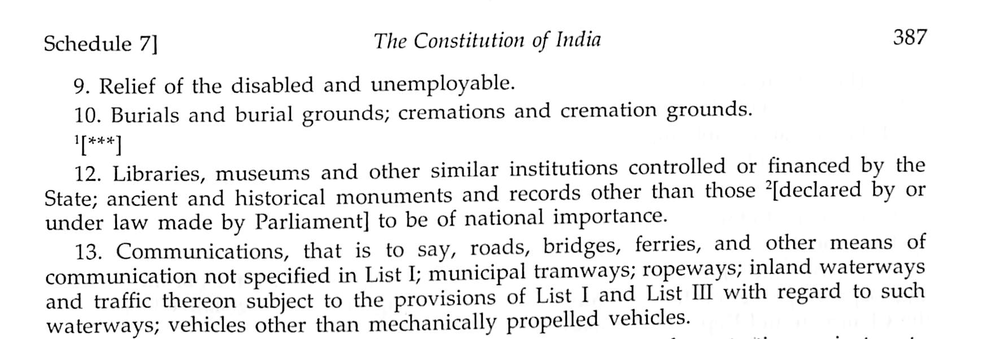 Schedule 7] The Constitution of India 387
9. Relief of the disabled and unemployable.
10. Burials and burial grounds; cremations and cremation grounds.
¹[***]
12. Libraries, museums and other similar institutions controlled or financed by the
State; ancient and historical monuments and records other than those ²[declared by or
under law made by Parliament] to be of national importance.
13. Communications, that is to say, roads, bridges, ferries, and other means of
communication not specified in List I; municipal tramways; ropeways; inland waterways
and traffic thereon subject to the provisions of List I and List III with regard to such
waterways; vehicles other than mechanically propelled vehicles.